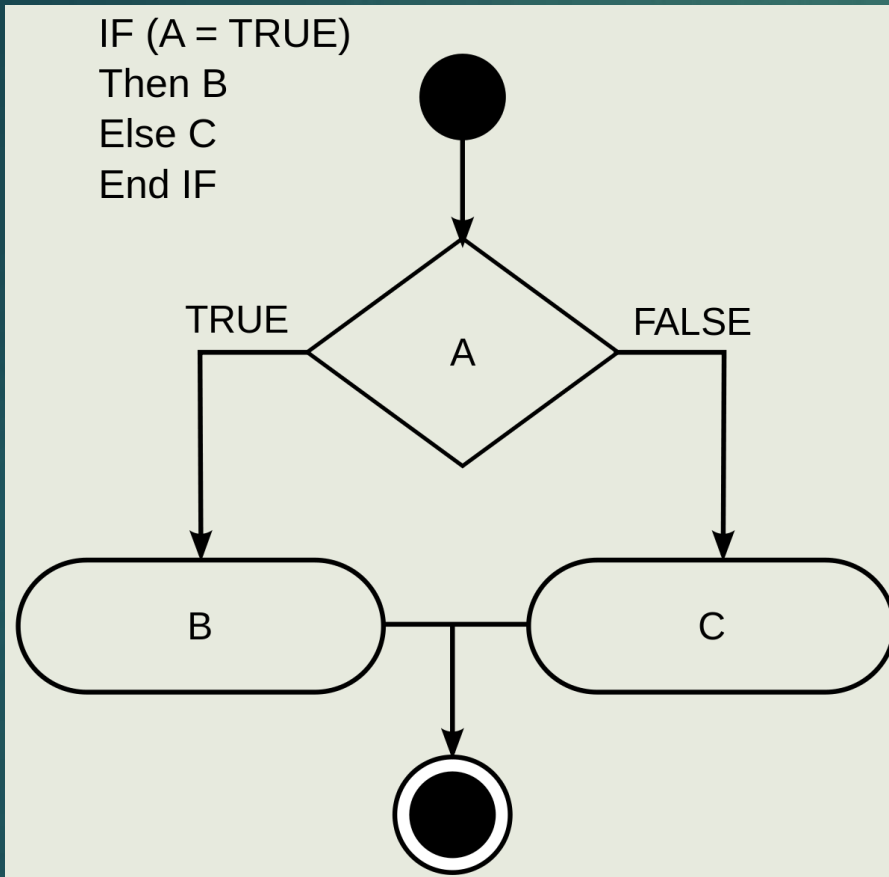 IF (A = TRUE)
Then B
Else C
End IF
A
TRUE
FALSE
B
C